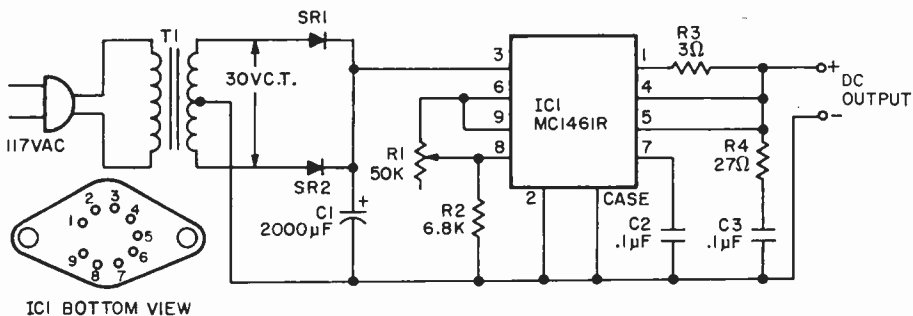 SR1
T1
30VC.T.
117VAC
SR2
C1
2000µF
+
R1
50K
R2
6.8K
3
6
9
8
2
IC1
MC1461R
CASE
1
4
5
7
R3
3Ω
+
DC
OUTPUT
-
R4
27Ω
C2
.1µF
C3
.1µF
1
2
3
4
5
6
7
8
9
IC1 BOTTOM VIEW